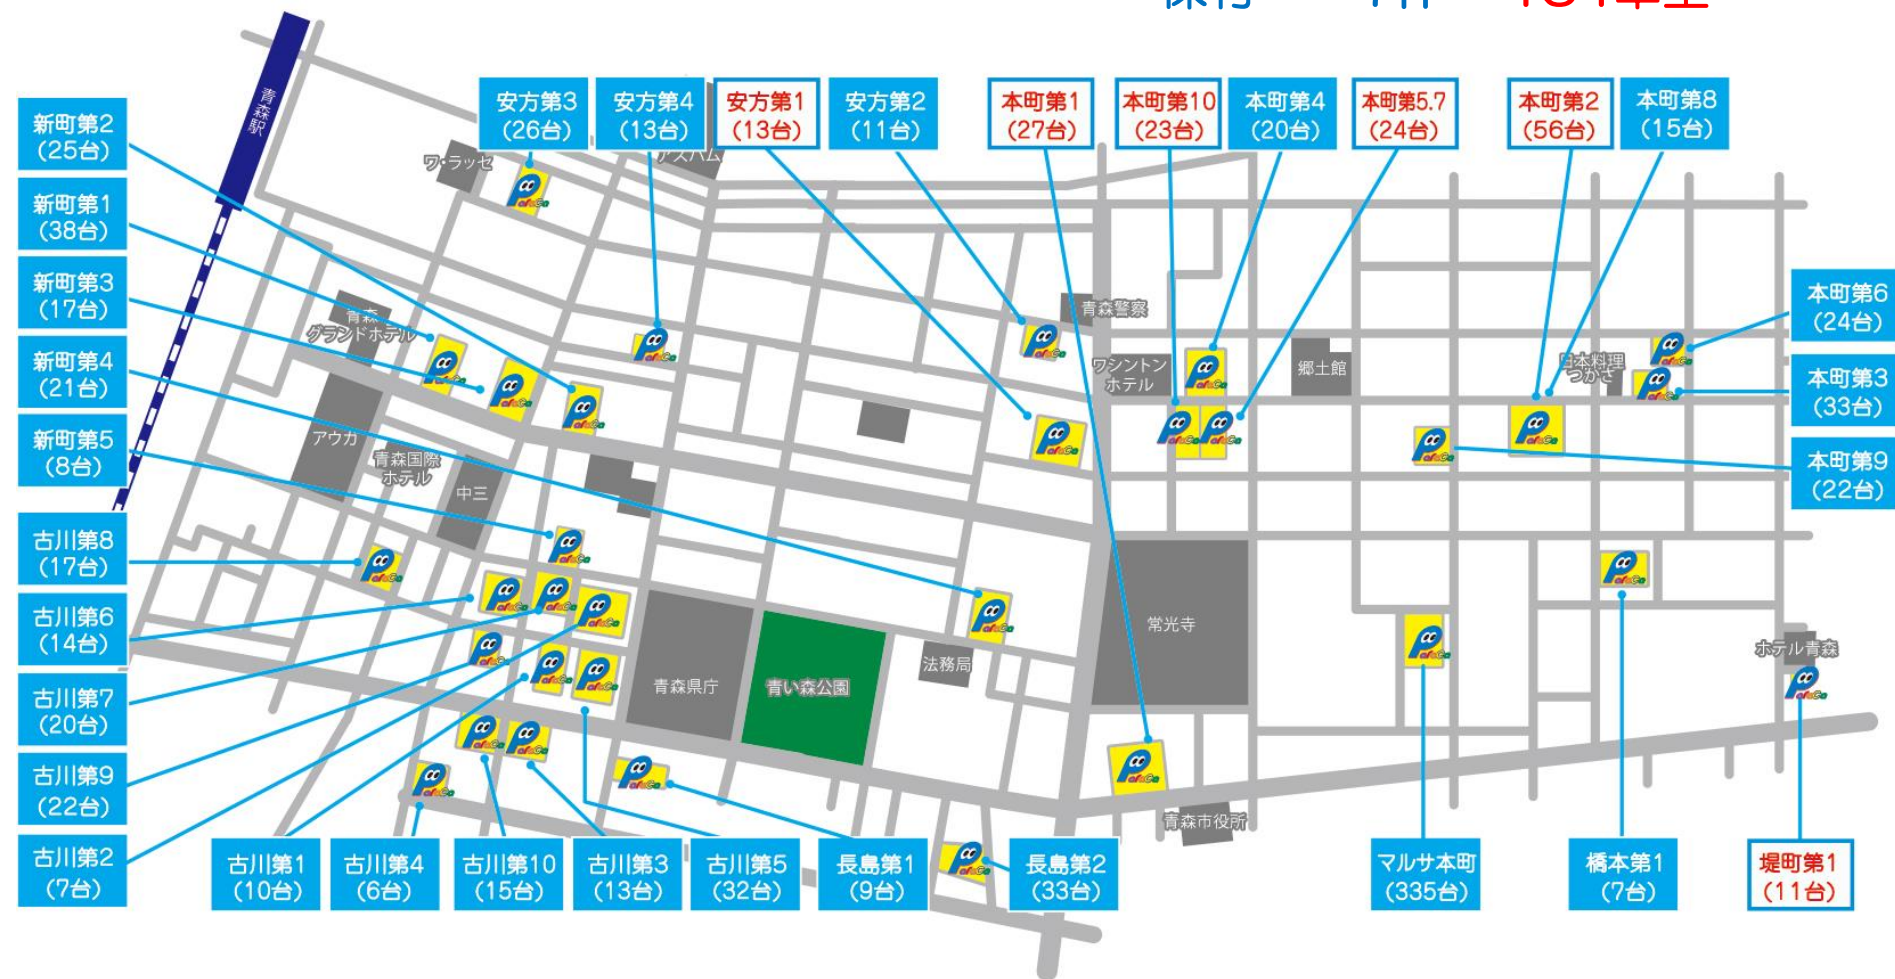 安方第3
(26台)
安方第4
(13台)
安方第1
(13台)
安方第2
(11台)
本町第1
(27台)
本町第10
(23台)
本町第4
(20台)
本町第5.7
(24台)
本町第2
(56台)
本町第8
(15台)
新町第2
(25台)
新町第1
(38台)
新町第3
(17台)
新町第4
(21台)
新町第5
(8台)
古川第8
(17台)
古川第6
(14台)
古川第7
(20台)
古川第9
(22台)
古川第2
(7台)
青森駅
ワ・ラッセ
アスパム
青森
グランドホテル
アウガ
青森国際
ホテル
中三
青森警察
ワシントン
ホテル
郷土館
日本料理
つかさ
常光寺
法務局
青森県庁
青い森公園
青森市役所
ホテル青森
本町第6
(24台)
本町第3
(33台)
本町第9
(22台)
古川第1
(10台)
古川第4
(6台)
古川第10
(15台)
古川第3
(13台)
古川第5
(32台)
長島第1
(9台)
長島第2
(33台)
マルサ本町
(335台)
橋本第1
(7台)
堤町第1
(11台)